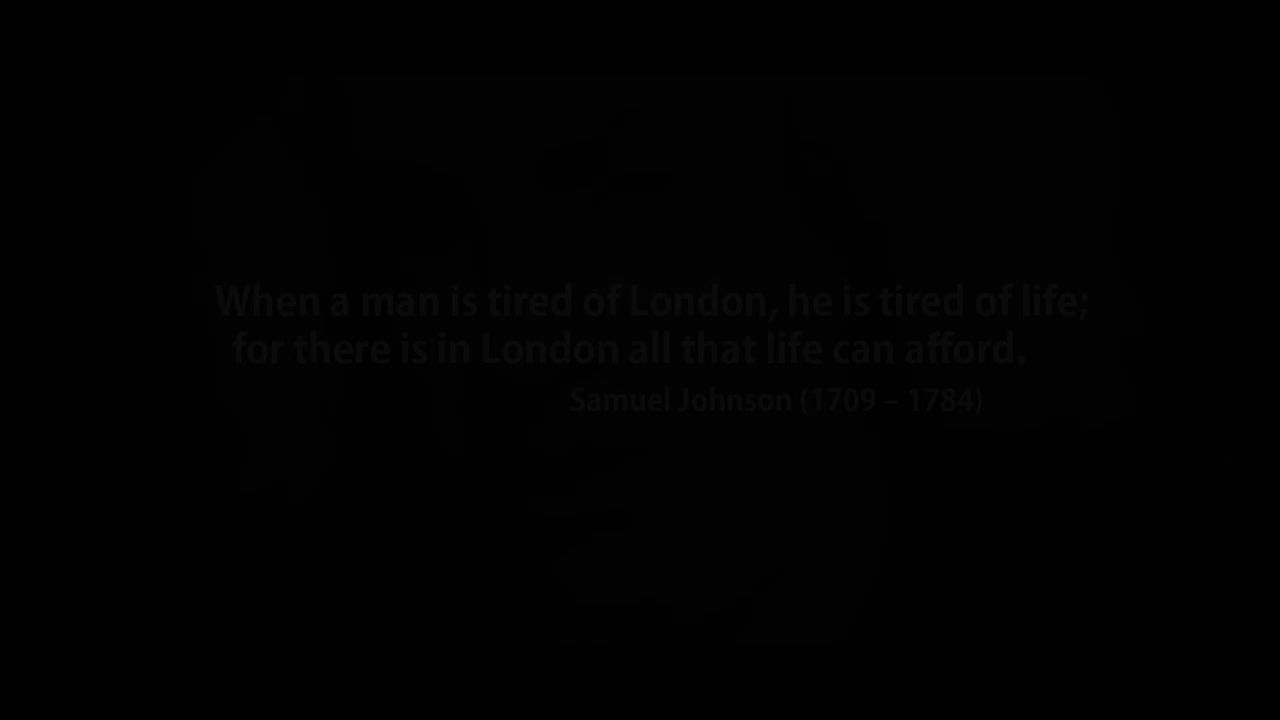 When a man is tired of London, he is tired of life;
for there is in London all that life can afford.
Samuel Johnson (1709 – 1784)